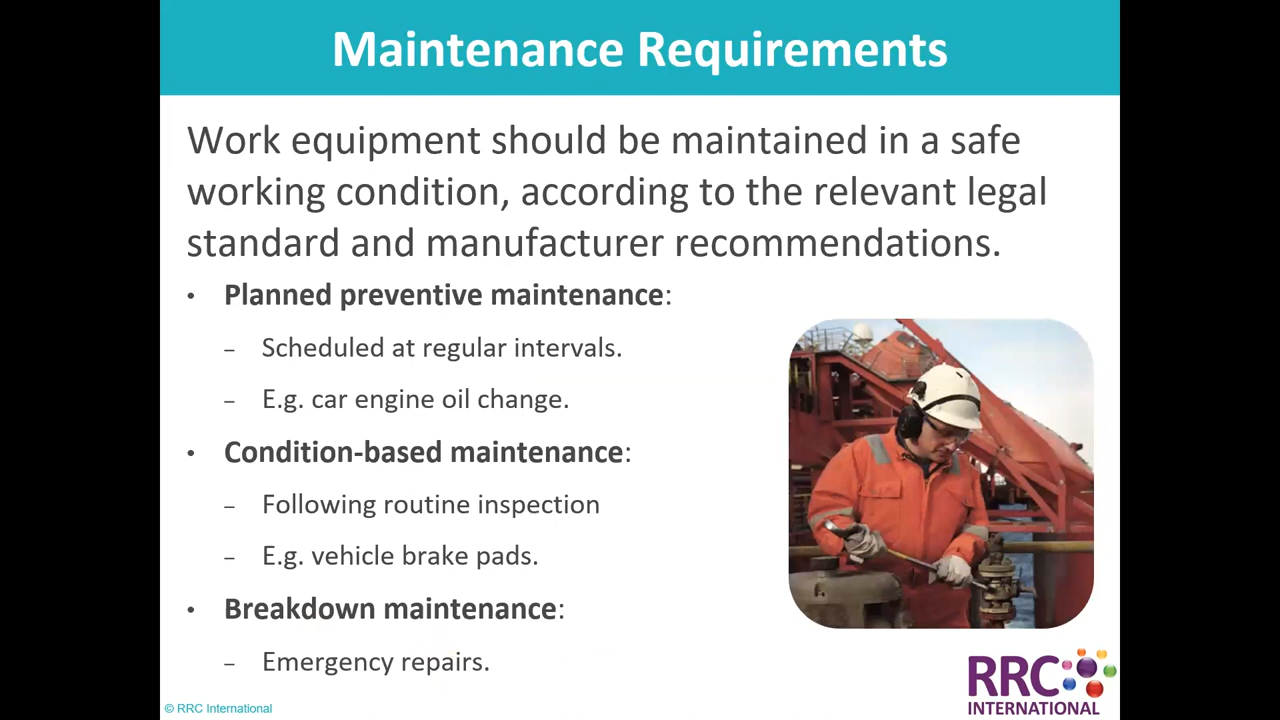 Maintenance Requirements
Work equipment should be maintained in a safe
working condition, according to the relevant legal
standard and manufacturer recommendations.
• Planned preventive maintenance:
– Scheduled at regular intervals.
– E.g. car engine oil change.
• Condition-based maintenance:
– Following routine inspection
– E.g. vehicle brake pads.
• Breakdown maintenance:
– Emergency repairs.
RRC
INTERNATIONAL
© RRC International